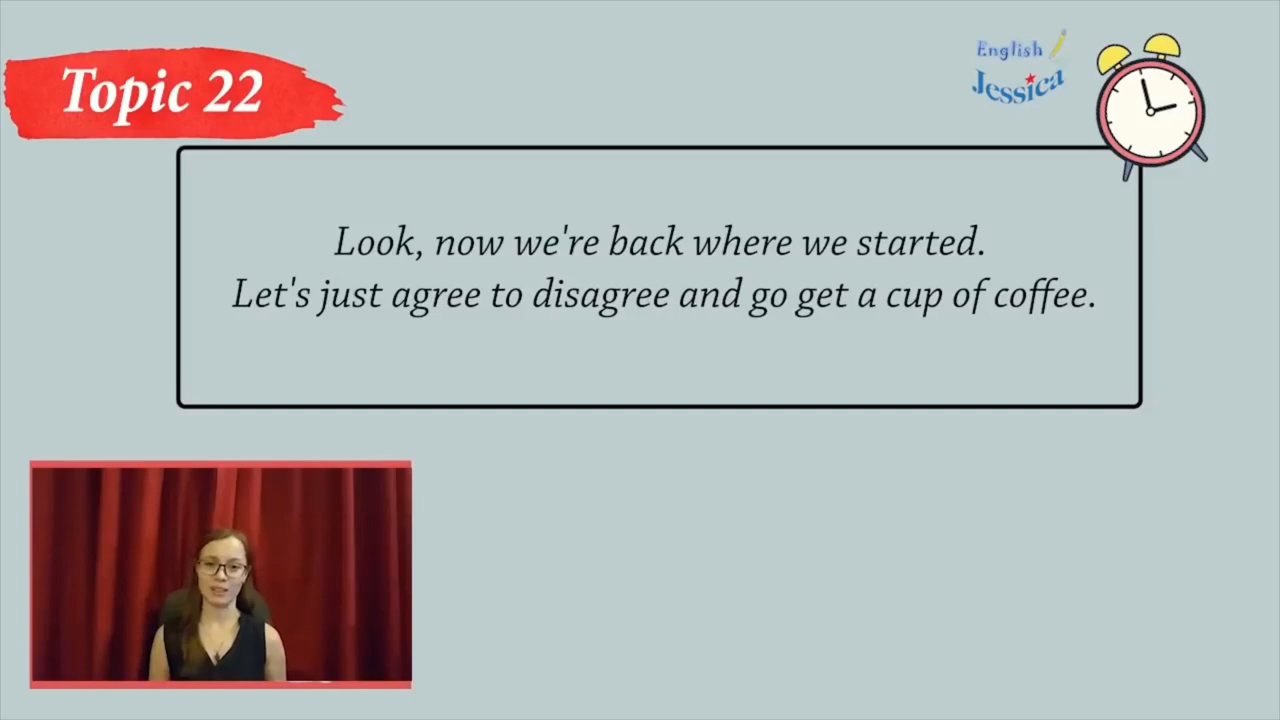 Topic 22
English
Jessica
Look, now we're back where we started.
Let's just agree to disagree and go get a cup of coffee.